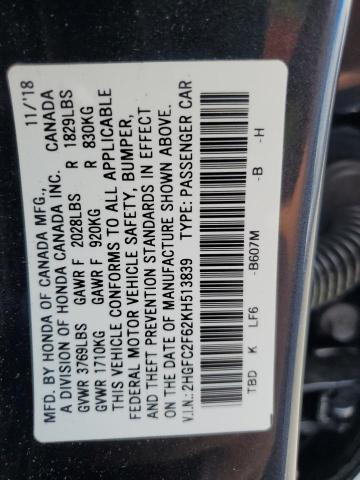 MFD. BY HONDA OF CANADA MFG., 11/'18
A DIVISION OF HONDA CANADA INC. CANADA
GVWR 3769LBS GAWR F 2028LBS R 1829LBS
GVWR 1710KG GAWR F 920KG R 830KG
THIS VEHICLE CONFORMS TO ALL APPLICABLE
FEDERAL MOTOR VEHICLE SAFETY, BUMPER,
AND THEFT PREVENTION STANDARDS IN EFFECT
ON THE DATE OF MANUFACTURE SHOWN ABOVE.
V.I.N.:2HGFC2F62KH513839 TYPE: PASSENGER CAR
-B607M -B -H
TBD K LF6